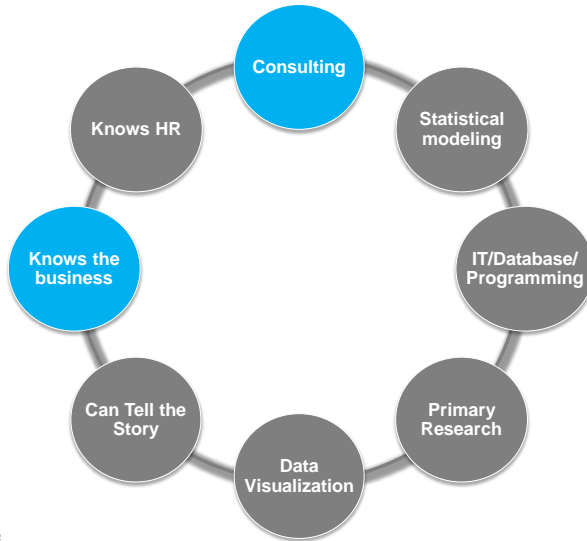 Consulting
Statistical
modeling
IT/Database/
Programming
Primary
Research
Data
Visualization
Can Tell the
Story
Knows the
business
Knows HR